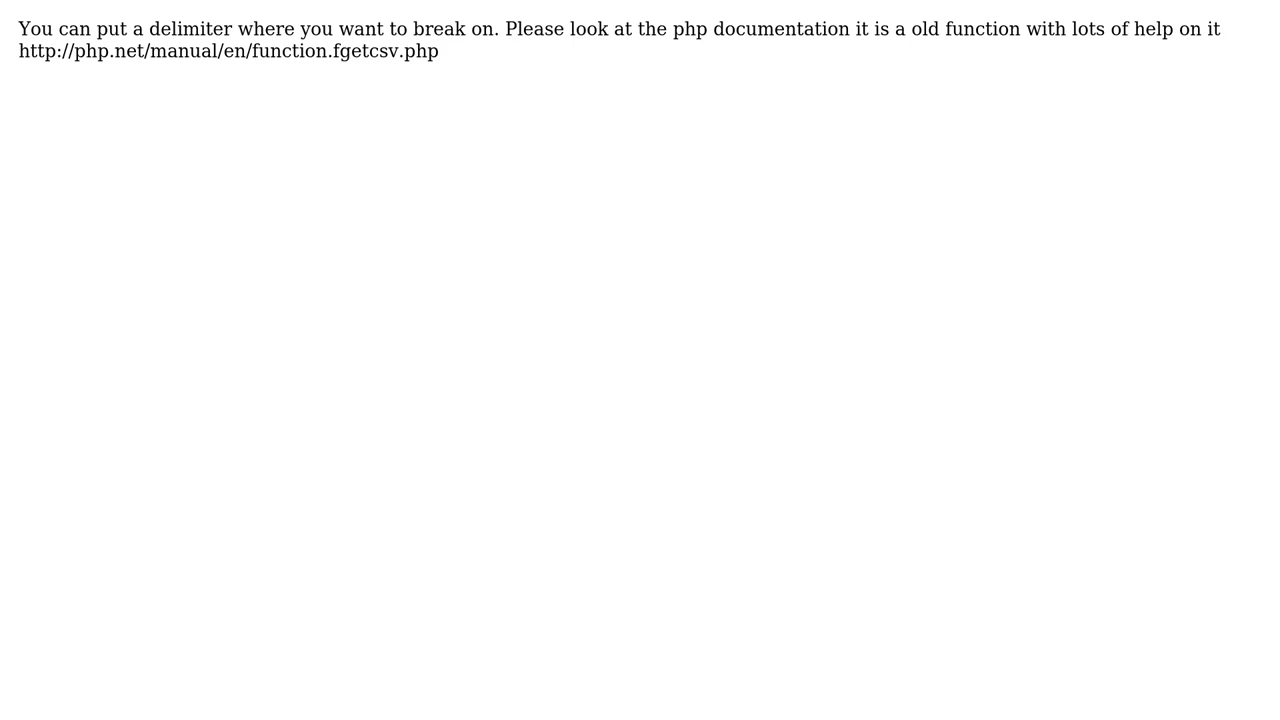 You can put a delimiter where you want to break on. Please look at the php documentation it is a old function with lots of help on it
http://php.net/manual/en/function.fgetcsv.php